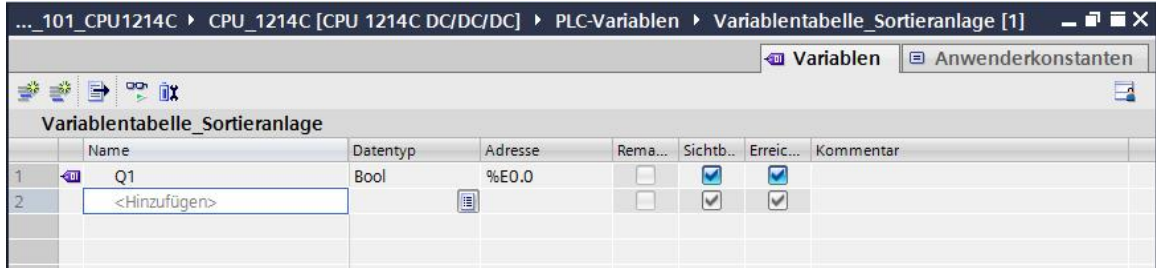 ..._101_CPU1214C ▸ CPU_1214C [CPU 1214C DC/DC/DC] ▸ PLC-Variablen ▸ Variablentabelle_Sortieranlage [1]
Variablen Anwenderkonstanten
Variablentabelle_Sortieranlage
Name Datentyp Adresse Rema... Sichtb.. Erreic... Kommentar
1 Q1 Bool %E0.0
2 <Hinzufügen>